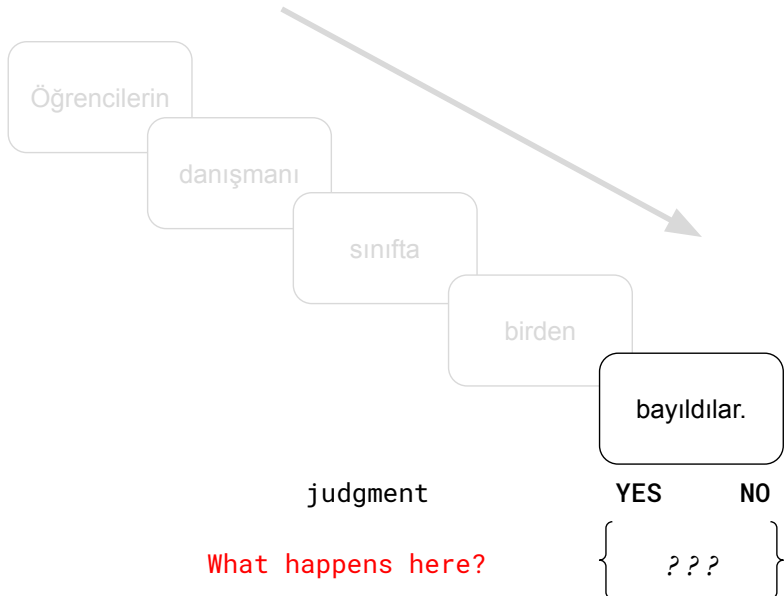 Öğrencilerin
danışmanı
sınıfta
birden
bayıldılar.
judgment YES NO
What happens here? ???